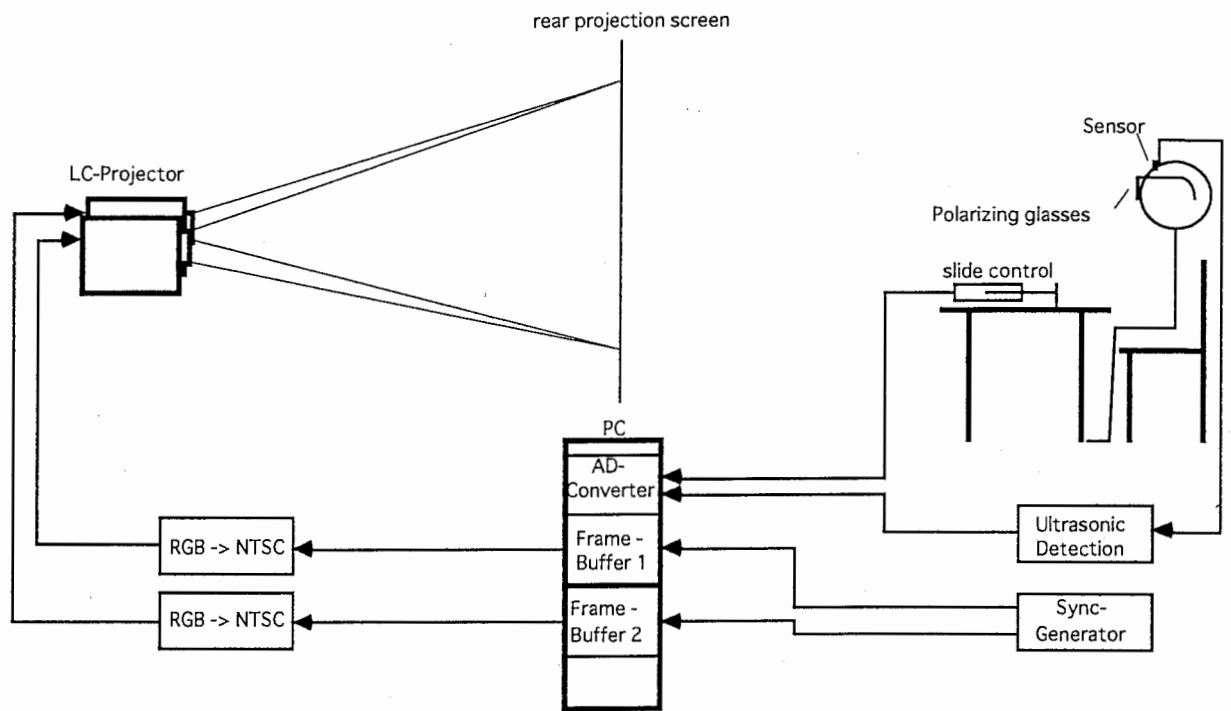 rear projection screen
Sensor
LC-Projector
Polarizing glasses
slide control
PC
AD-
Converter
RGB -> NTSC
Frame -
Buffer 1
Ultrasonic
Detection
RGB -> NTSC
Frame -
Buffer 2
Sync-
Generator